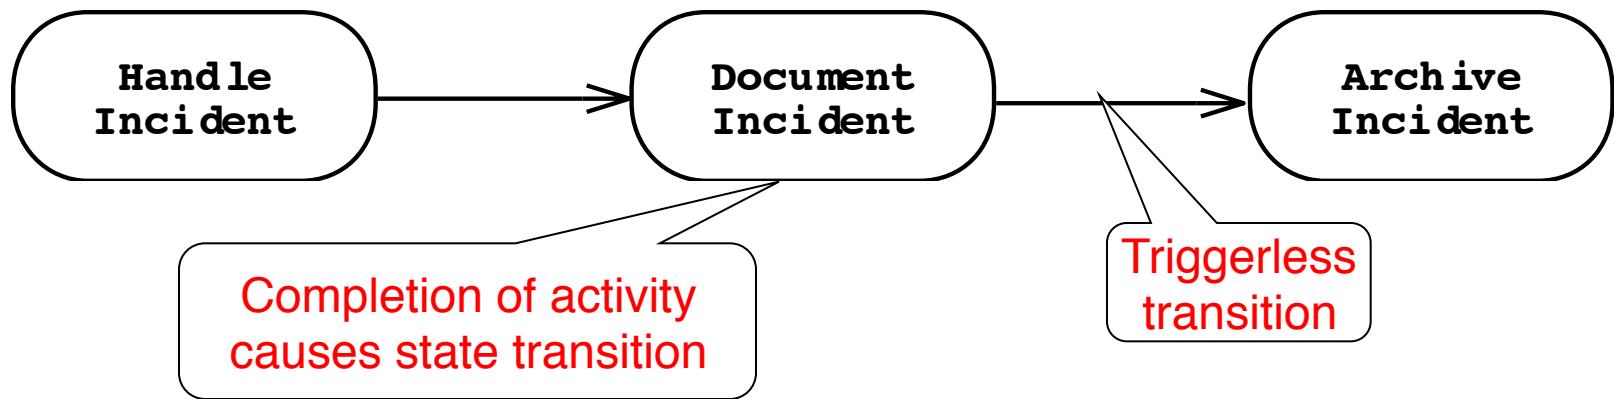 Handle
Incident
Document
Incident
Archive
Incident
Completion of activity
causes state transition
Triggerless
transition